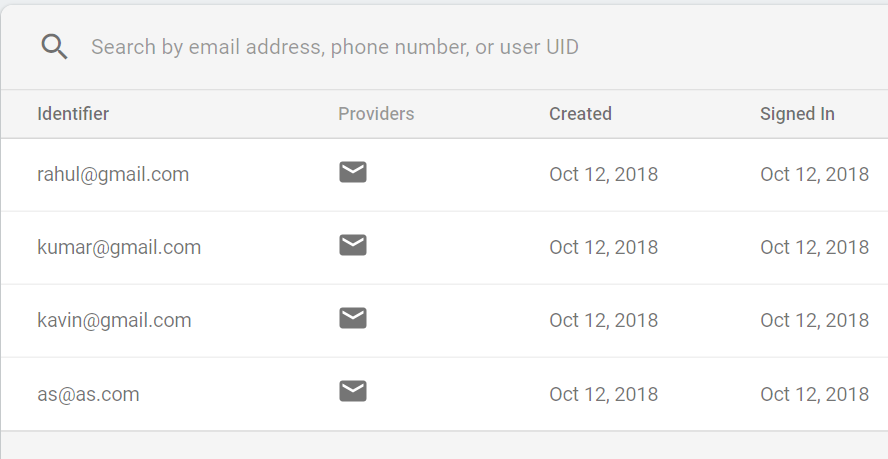 Search by email address, phone number, or user UID
Identifier Providers Created Signed In
rahul@gmail.com Oct 12, 2018 Oct 12, 2018
kumar@gmail.com Oct 12, 2018 Oct 12, 2018
kavin@gmail.com Oct 12, 2018 Oct 12, 2018
as@as.com Oct 12, 2018 Oct 12, 2018